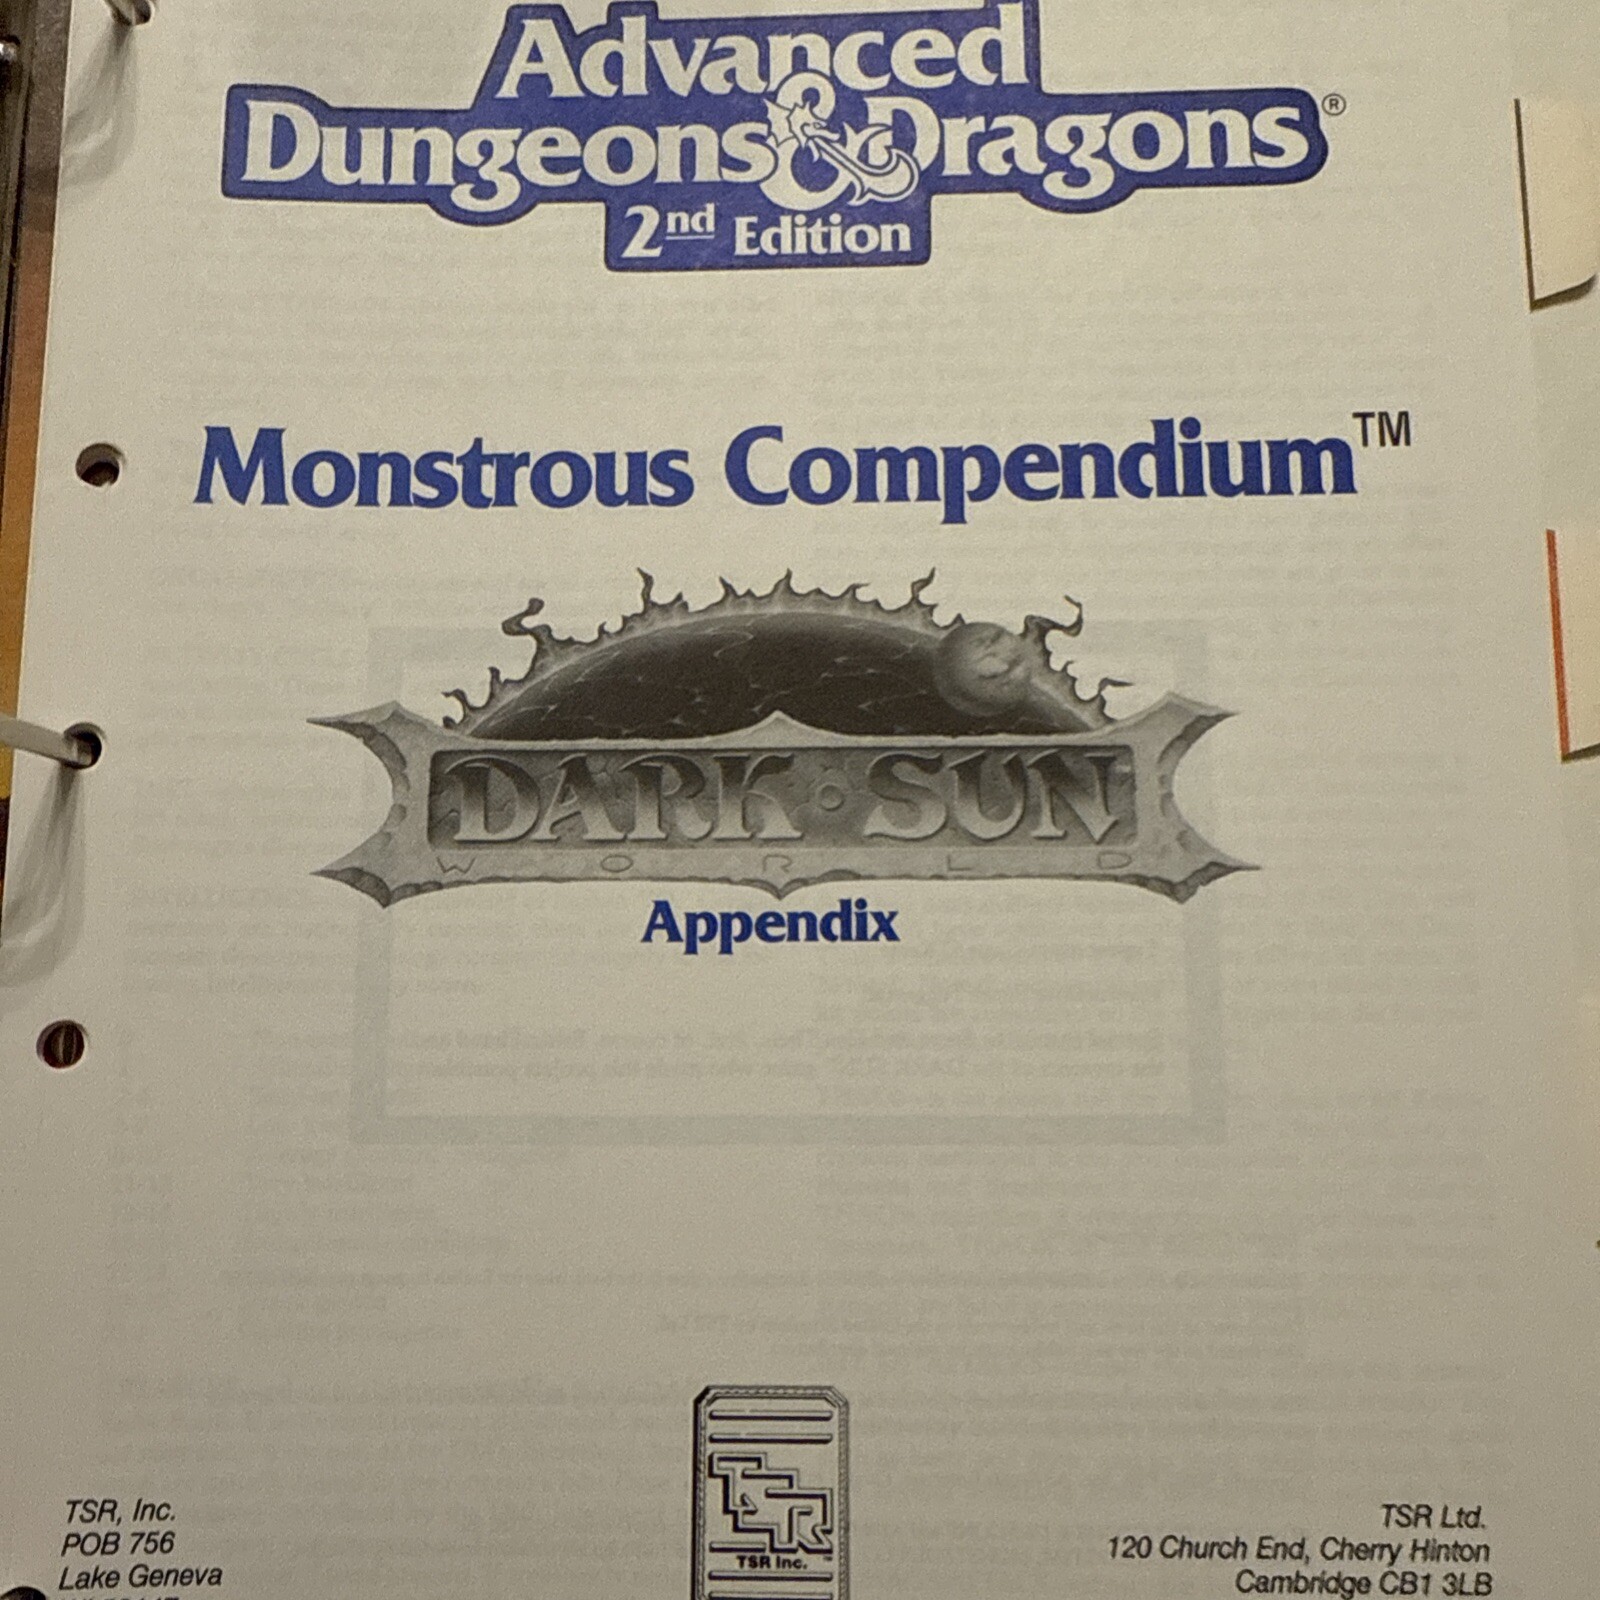 Advanced
Dungeons & Dragons®
2nd Edition
Monstrous Compendium™
DARK SUN
WORLD
Appendix
TSR
TSR Inc.™
TSR, Inc.
POB 756
Lake Geneva
TSR Ltd.
120 Church End, Cherry Hinton
Cambridge CB1 3LB